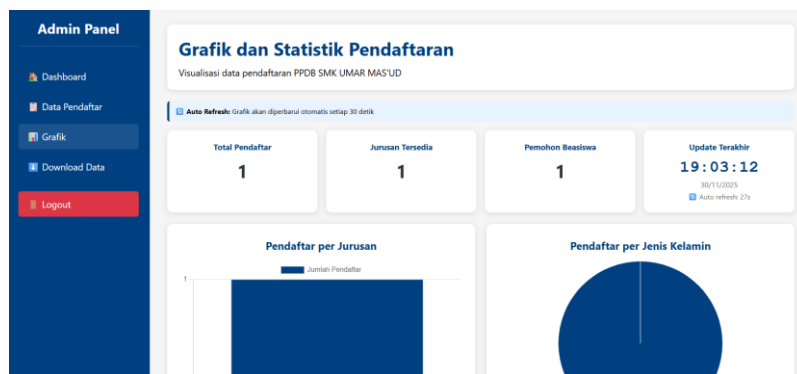 Admin Panel
Dashboard
Data Pendaftar
Grafik
Download Data
Logout
Grafik dan Statistik Pendaftaran
Visualisasi data pendaftaran PPDB SMK UMAR MAS'UD
Auto Refresh: Grafik akan diperbarui otomatis setiap 30 detik
Total Pendaftar
1
Jurusan Tersedia
1
Pemohon Beasiswa
1
Update Terakhir
19:03:12
30/11/2025
Auto refresh: 27s
Pendaftar per Jurusan
Jumlah Pendaftar
1
Pendaftar per Jenis Kelamin